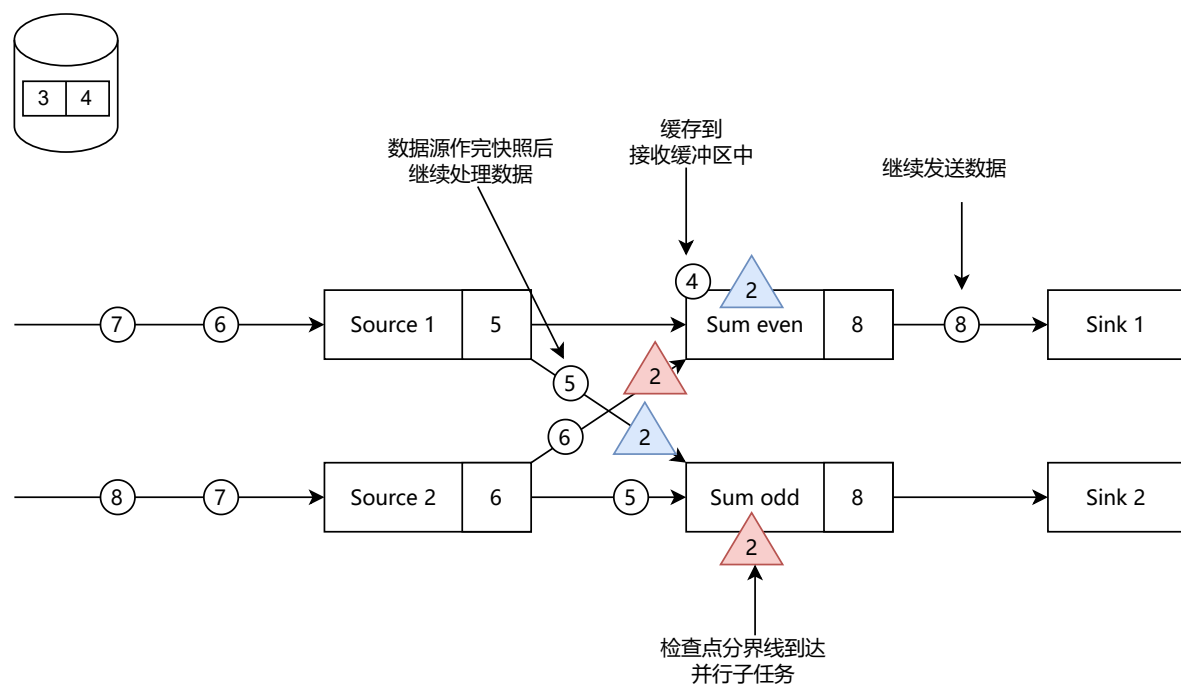 3 4
数据源作完快照后
继续处理数据
缓存到
接收缓冲区中
继续发送数据
4 2
7 6 Source 1 5 Sum even 8 8 Sink 1
2
5
6 2
8 7 Source 2 6 5 Sum odd 8 Sink 2
2
检查点分界线到达
并行子任务